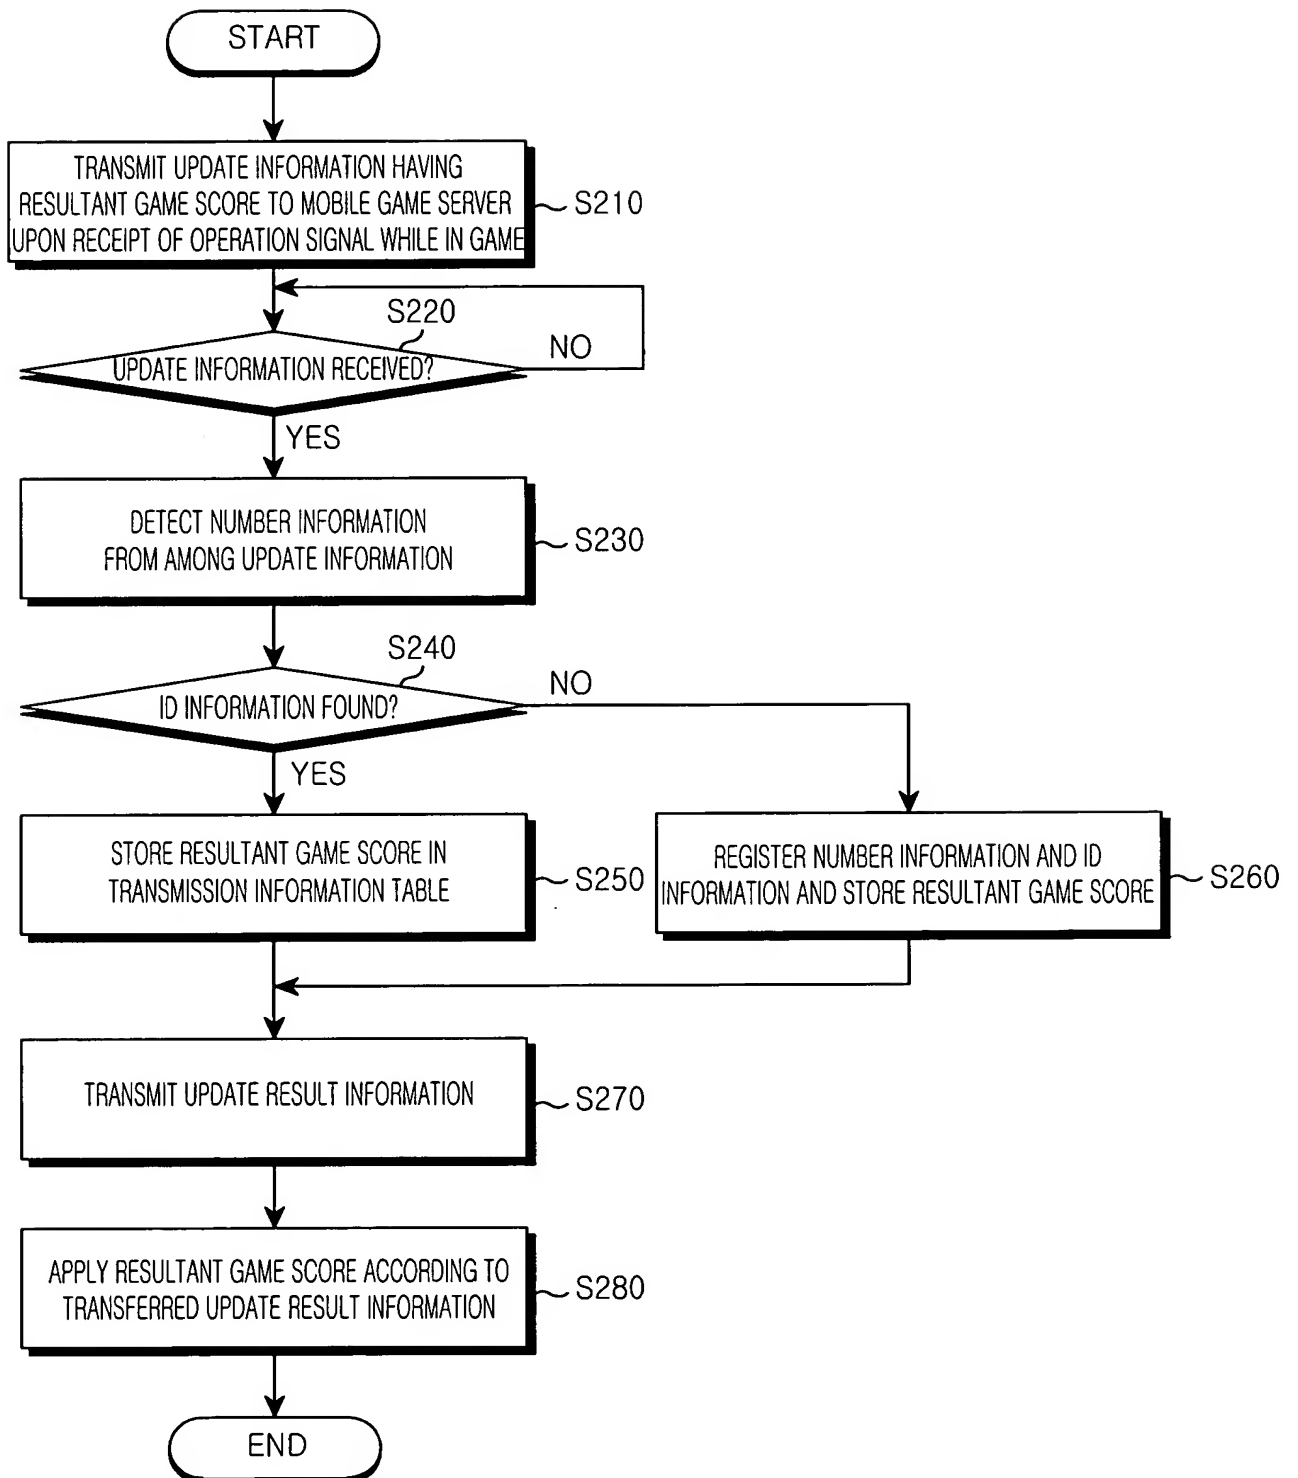 START
TRANSMIT UPDATE INFORMATION HAVING
RESULTANT GAME SCORE TO MOBILE GAME SERVER
UPON RECEIPT OF OPERATION SIGNAL WHILE IN GAME
S210
S220
UPDATE INFORMATION RECEIVED?
NO
YES
DETECT NUMBER INFORMATION
FROM AMONG UPDATE INFORMATION
S230
S240
ID INFORMATION FOUND?
NO
YES
STORE RESULTANT GAME SCORE IN
TRANSMISSION INFORMATION TABLE
S250
REGISTER NUMBER INFORMATION AND ID
INFORMATION AND STORE RESULTANT GAME SCORE
S260
TRANSMIT UPDATE RESULT INFORMATION
S270
APPLY RESULTANT GAME SCORE ACCORDING TO
TRANSFERRED UPDATE RESULT INFORMATION
S280
END